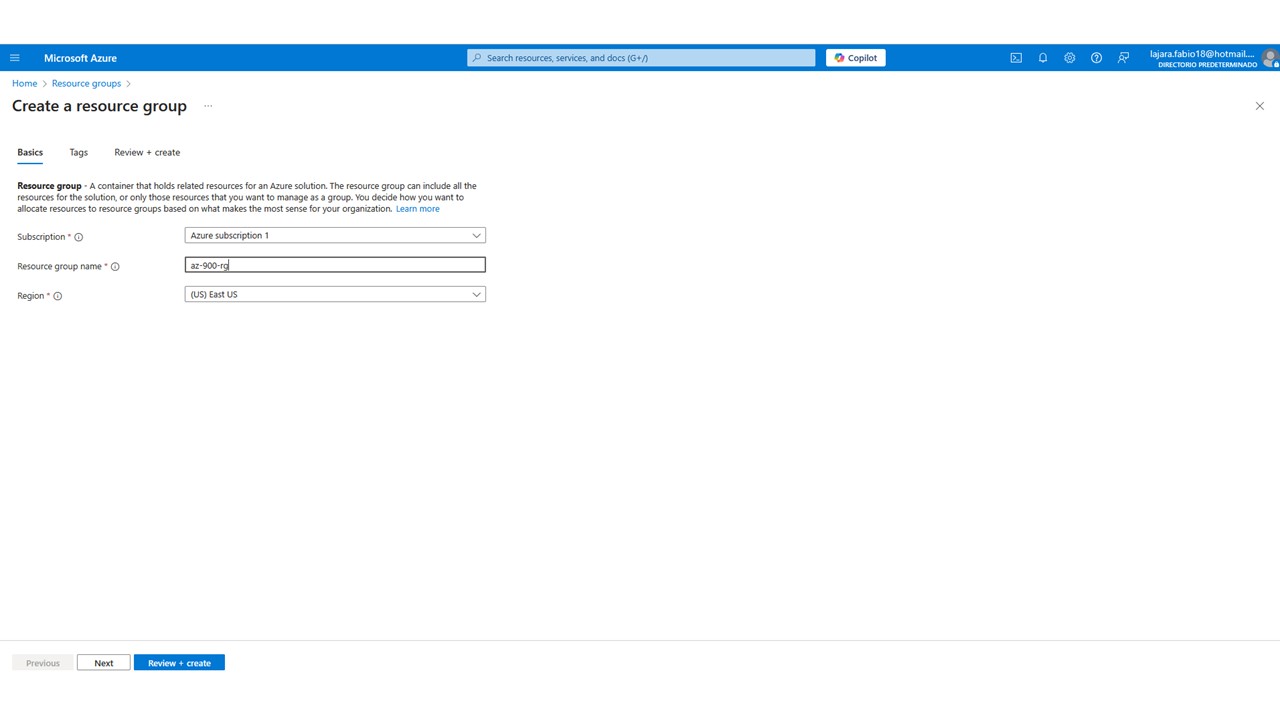 Microsoft Azure
Search resources, services, and docs (G+/)
Copilot
lajara.fabio18@hotmail....
DIRECTORIO PREDETERMINADO
Home > Resource groups >
Create a resource group ...
Basics Tags Review + create
Resource group - A container that holds related resources for an Azure solution. The resource group can include all the
resources for the solution, or only those resources that you want to manage as a group. You decide how you want to
allocate resources to resource groups based on what makes the most sense for your organization. Learn more
Subscription * Azure subscription 1
Resource group name * az-900-rg
Region * (US) East US
Previous Next Review + create